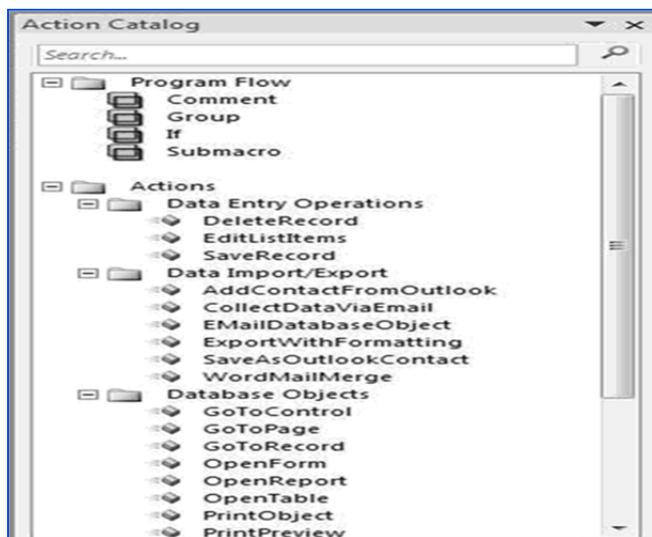 Action Catalog
Search...
Program Flow
Comment
Group
If
Submacro
Actions
Data Entry Operations
DeleteRecord
EditListItems
SaveRecord
Data Import/Export
AddContactFromOutlook
CollectDataViaEmail
EMailDatabaseObject
ExportWithFormatting
SaveAsOutlookContact
WordMailMerge
Database Objects
GoToControl
GoToPage
GoToRecord
OpenForm
OpenReport
OpenTable
PrintObject
PrintPreview